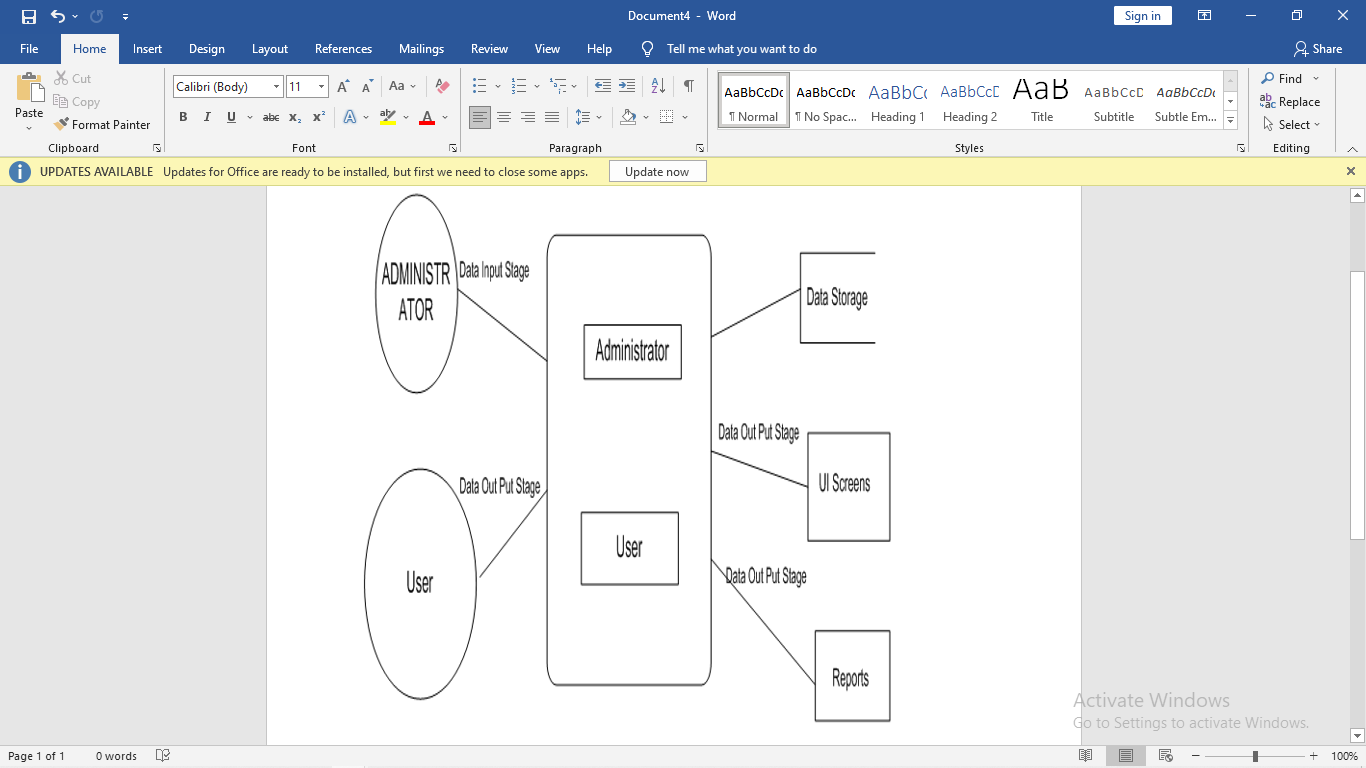 Document4 - Word
Sign in
File Home Insert Design Layout References Mailings Review View Help Tell me what you want to do Share
Paste
Cut
Copy
Format Painter
Clipboard
Calibri (Body) 11
Aa
B I U abc x₂ x² A A
Font
Paragraph
AaBbCcDc
¶ Normal
AaBbCcDc
¶ No Spac...
AaBbCc
Heading 1
AaBbCcE
Heading 2
AaB
Title
AaBbCcD
Subtitle
AaBbCcDc
Subtle Em...
Styles
Find
Replace
Select
Editing
UPDATES AVAILABLE Updates for Office are ready to be installed, but first we need to close some apps. Update now
ADMINISTR
ATOR
Data Input Stage
Administrator
Data Storage
Data Out Put Stage
UI Screens
Data Out Put Stage
User
User
Data Out Put Stage
Reports
Activate Windows
Go to Settings to activate Windows.
Page 1 of 1 0 words 100%